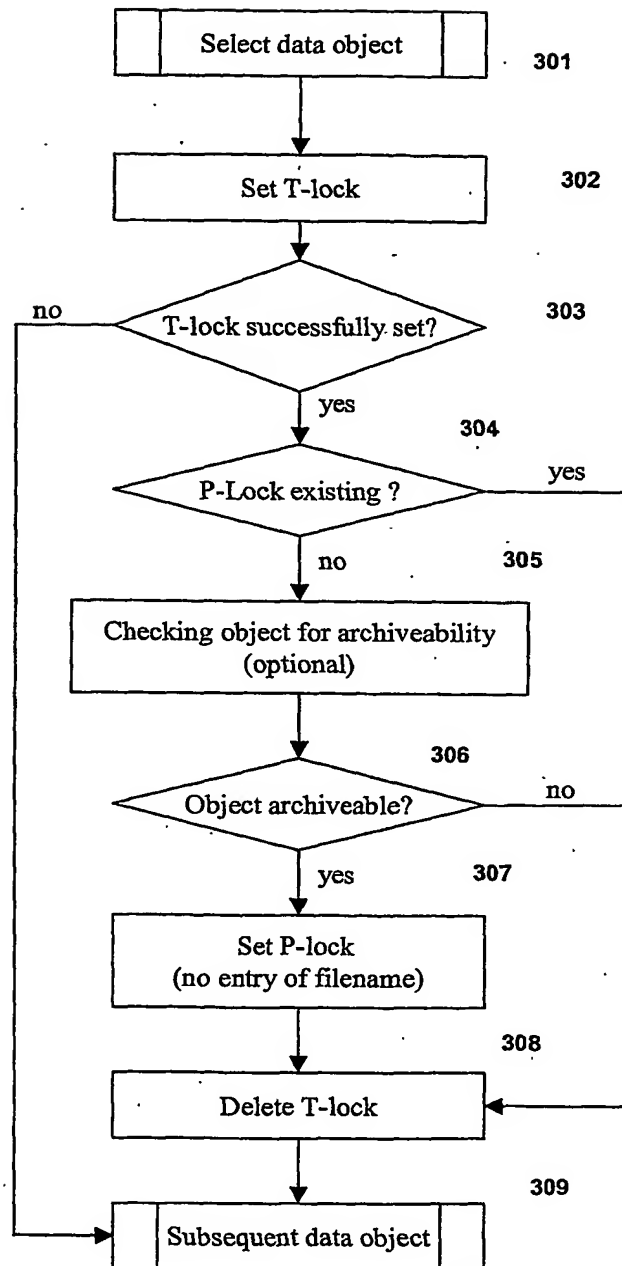 Select data object
301
Set T-lock
302
T-lock successfully set?
303
no
yes
304
P-Lock existing ?
yes
no
305
Checking object for archiveability
(optional)
306
Object archiveable?
no
yes
307
Set P-lock
(no entry of filename)
308
Delete T-lock
309
Subsequent data object